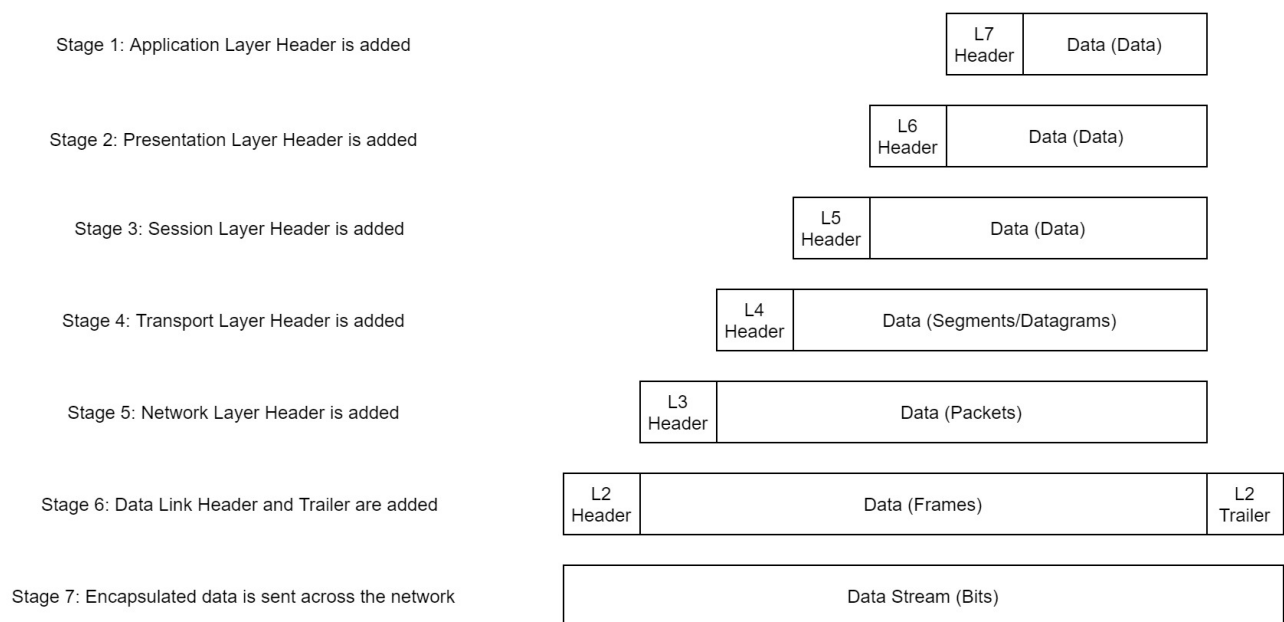 Stage 1: Application Layer Header is added
L7
Header
Data (Data)
Stage 2: Presentation Layer Header is added
L6
Header
Data (Data)
Stage 3: Session Layer Header is added
L5
Header
Data (Data)
Stage 4: Transport Layer Header is added
L4
Header
Data (Segments/Datagrams)
Stage 5: Network Layer Header is added
L3
Header
Data (Packets)
Stage 6: Data Link Header and Trailer are added
L2
Header
Data (Frames)
L2
Trailer
Stage 7: Encapsulated data is sent across the network
Data Stream (Bits)